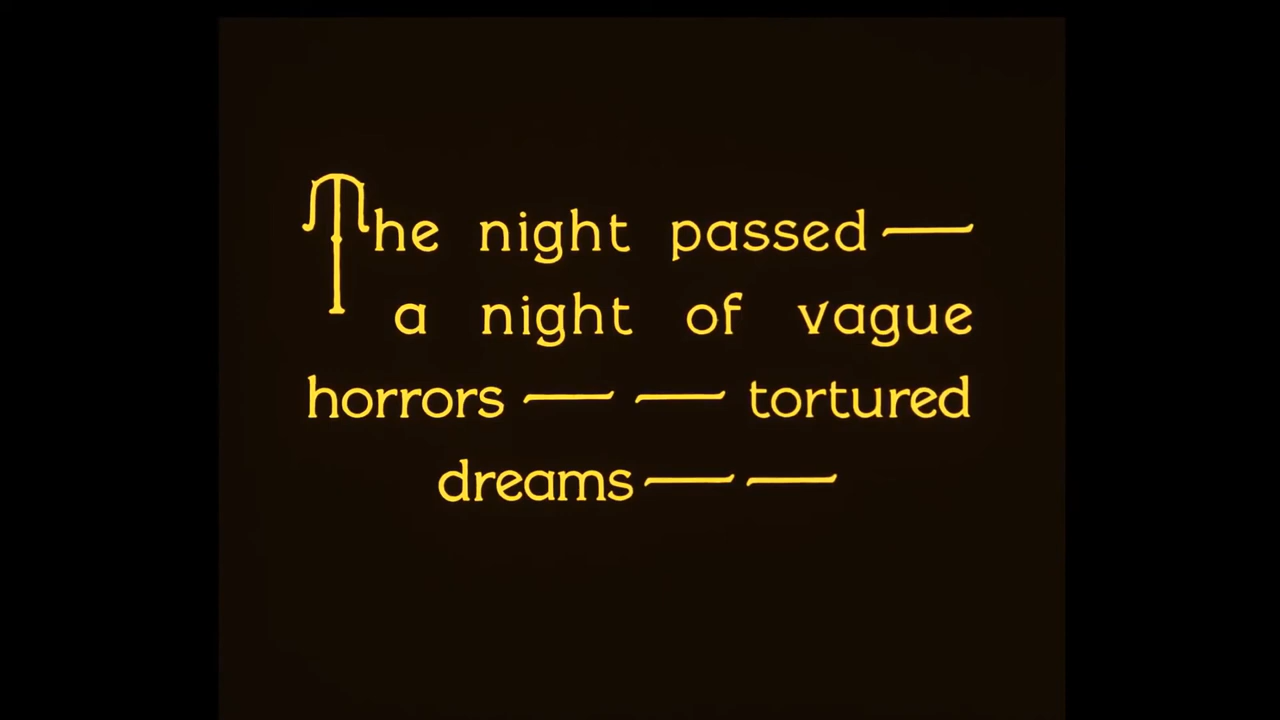 The night passed —
a night of vague
horrors — — tortured
dreams — —